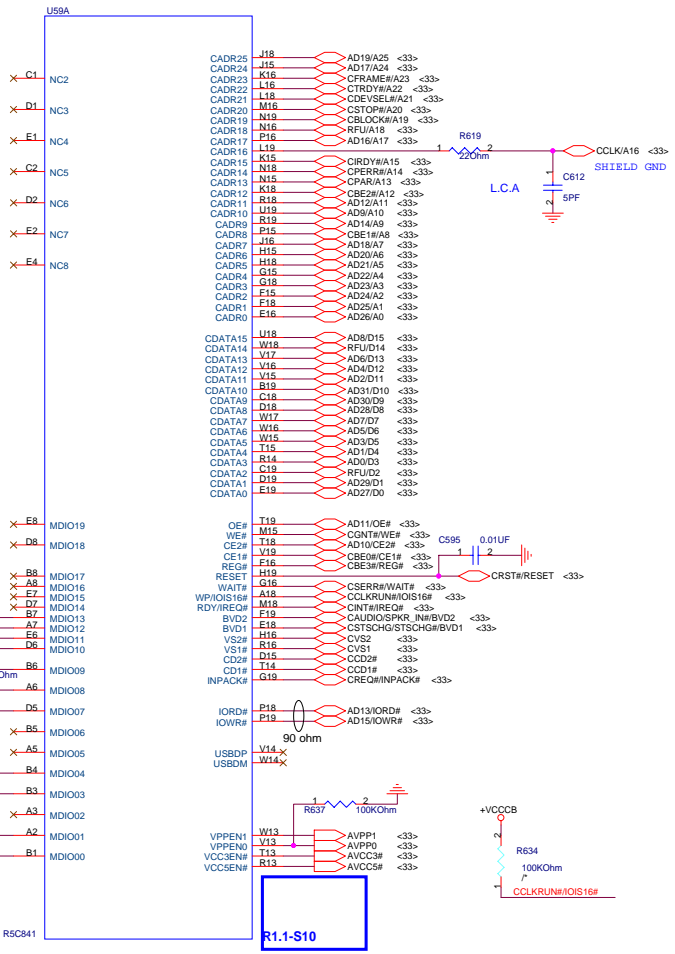 U59A
C1 NC2
D1 NC3
E1 NC4
C2 NC5
D2 NC6
E2 NC7
E4 NC8
CADR25 J18 AD19/A25 <33>
CADR24 J15 AD17/A24 <33>
CADR23 K16 CFRAME#/A23 <33>
CADR22 L16 CTRDY#/A22 <33>
CADR21 L18 CDEVSEL#/A21 <33>
CADR20 M16 CSTOP#/A20 <33>
CADR19 N19 CBLOCK#/A19 <33>
CADR18 N16 RFU/A18 <33>
CADR17 P16 AD16/A17 <33>
CADR16 L19 1 R619 2 22Ohm CCLK/A16 <33>
SHIELD GND
L.C.A
1 C612 2 5PF
CADR15 K15 CIRDY#/A15 <33>
CADR14 N18 CPERR#/A14 <33>
CADR13 N15 CPAR/A13 <33>
CADR12 K18 CBE2#/A12 <33>
CADR11 R18 AD12/A11 <33>
CADR10 U19 AD9/A10 <33>
CADR9 R19 AD14/A9 <33>
CADR8 P15 CBE1#/A8 <33>
CADR7 J16 AD18/A7 <33>
CADR6 H15 AD20/A6 <33>
CADR5 H18 AD21/A5 <33>
CADR4 G15 AD22/A4 <33>
CADR3 G18 AD23/A3 <33>
CADR2 F15 AD24/A2 <33>
CADR1 F18 AD25/A1 <33>
CADR0 E16 AD26/A0 <33>
CDATA15 U18 AD8/D15 <33>
CDATA14 W18 RFU/D14 <33>
CDATA13 V17 AD6/D13 <33>
CDATA12 V16 AD4/D12 <33>
CDATA11 V15 AD2/D11 <33>
CDATA10 B19 AD31/D10 <33>
CDATA9 C18 AD30/D9 <33>
CDATA8 D18 AD28/D8 <33>
CDATA7 W17 AD7/D7 <33>
CDATA6 W16 AD5/D6 <33>
CDATA5 W15 AD3/D5 <33>
CDATA4 T15 AD1/D4 <33>
CDATA3 R14 AD0/D3 <33>
CDATA2 C19 RFU/D2 <33>
CDATA1 D19 AD29/D1 <33>
CDATA0 E19 AD27/D0 <33>
OE# T19 AD11/OE# <33>
WE# M15 CGNT#/WE# <33>
CE2# T18 AD10/CE2# <33>
CE1# V19 CBE0#/CE1# <33>
REG# F16 CBE3#/REG# <33>
RESET H19 CRST#/RESET <33>
C595 0.01UF
1 2
WAIT# G16 CSERR#/WAIT# <33>
WP/IOIS16# A18 CCLKRUN#/IOIS16# <33>
RDY/IREQ# M18 CINT#/IREQ# <33>
BVD2 F19 CAUDIO/SPKR_IN#/BVD2 <33>
BVD1 E18 CSTSCHG/STSCHG#/BVD1 <33>
VS2# H16 CVS2 <33>
VS1# R16 CVS1 <33>
CD2# D15 CCD2# <33>
CD1# T14 CCD1# <33>
INPACK# G19 CREQ#/INPACK# <33>
IORD# P18 AD13/IORD# <33>
IOWR# P19 AD15/IOWR# <33>
90 ohm
USBDP V14
USBDM W14
1 2
R637 100KOhm
VPPEN1 W13 AVPP1 <33>
VPPEN0 V13 AVPP0 <33>
VCC3EN# T13 AVCC3# <33>
VCC5EN# R13 AVCC5# <33>
E8 MDIO19
D8 MDIO18
B8 MDIO17
A8 MDIO16
E7 MDIO15
D7 MDIO14
B7 MDIO13
A7 MDIO12
E6 MDIO11
D6 MDIO10
B6 MDIO09
Ohm
A6 MDIO08
D5 MDIO07
B5 MDIO06
A5 MDIO05
B4 MDIO04
B3 MDIO03
A3 MDIO02
A2 MDIO01
B1 MDIO00
R5C841
R1.1-S10
+VCCCB
2
R634
100KOhm
/*
1
CCLKRUN#/IOIS16#